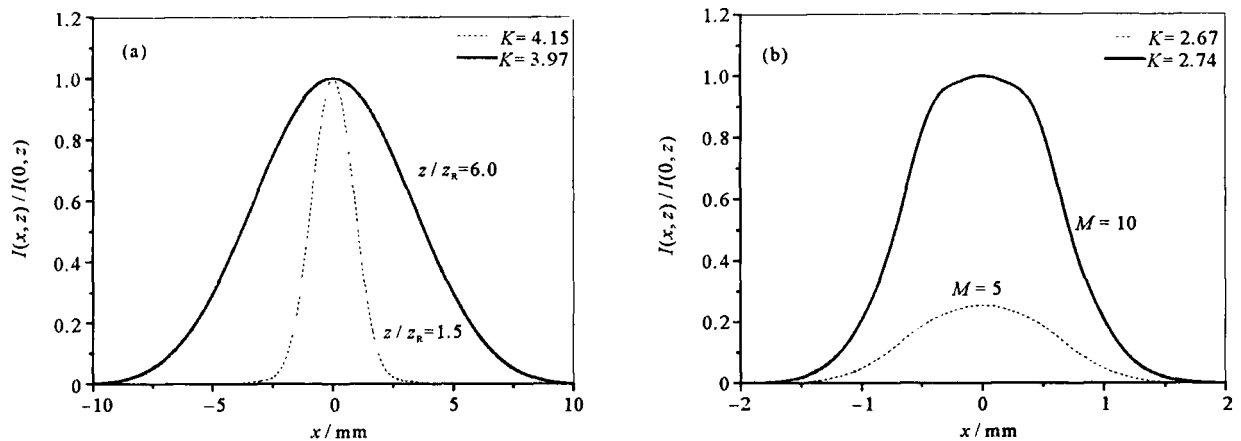 (a)
K= 4.15
K= 3.97
1.2
1.0
0.8
0.6
0.4
0.2
0
z / z_R=6.0
z / z_R=1.5
I(x,z) / I(0,z)
−10
−5
0
5
10
x / mm
(b)
K= 2.67
K= 2.74
1.2
1.0
0.8
0.6
0.4
0.2
0
M = 10
M = 5
I(x,z) / I(0,z)
−2
−1
0
1
2
x / mm